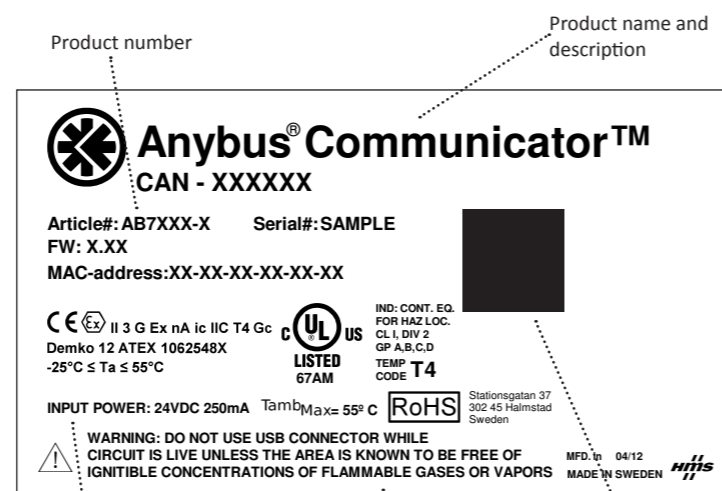 Product number
Product name and
description
Anybus® Communicator™
CAN - XXXXXX
Article#: AB7XXX-X Serial#: SAMPLE
FW: X.XX
MAC-address:XX-XX-XX-XX-XX-XX
CE Ex II 3 G Ex nA ic IIC T4 Gc
Demko 12 ATEX 1062548X
-25°C ≤ Ta ≤ 55°C
C UL® US
LISTED
67AM
IND: CONT. EQ.
FOR HAZ LOC.
CL I, DIV 2
GP A,B,C,D
TEMP
CODE T4
INPUT POWER: 24VDC 250mA TambMax= 55º C
RoHS
Stationsgatan 37
302 45 Halmstad
Sweden
WARNING: DO NOT USE USB CONNECTOR WHILE
CIRCUIT IS LIVE UNLESS THE AREA IS KNOWN TO BE FREE OF
IGNITIBLE CONCENTRATIONS OF FLAMMABLE GASES OR VAPORS
!
MFD. In 04/12
MADE IN SWEDEN
HMS